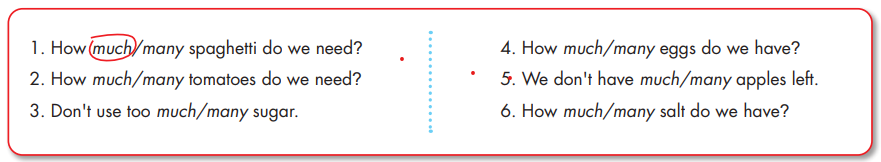 1. How much/many spaghetti do we need?
2. How much/many tomatoes do we need?
3. Don't use too much/many sugar.
4. How much/many eggs do we have?
5. We don't have much/many apples left.
6. How much/many salt do we have?